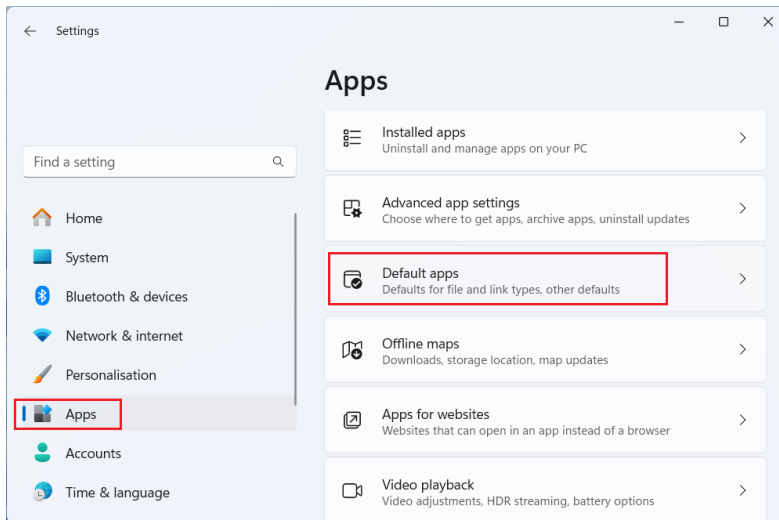 Settings
Apps
Find a setting
Home
System
Bluetooth & devices
Network & internet
Personalisation
Apps
Accounts
Time & language
Installed apps
Uninstall and manage apps on your PC
Advanced app settings
Choose where to get apps, archive apps, uninstall updates
Default apps
Defaults for file and link types, other defaults
Offline maps
Downloads, storage location, map updates
Apps for websites
Websites that can open in an app instead of a browser
Video playback
Video adjustments, HDR streaming, battery options